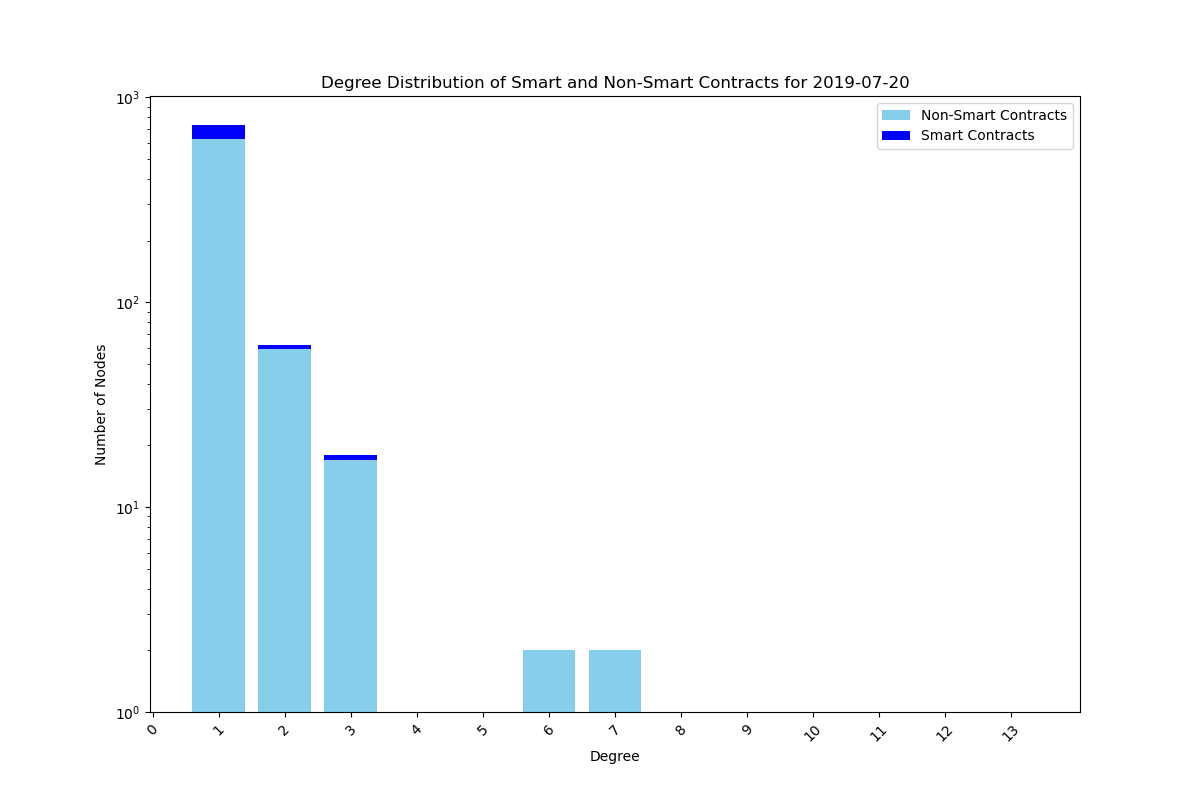 Degree Distribution of Smart and Non-Smart Contracts for 2019-07-20
Non-Smart Contracts
Smart Contracts
Number of Nodes
10³
10²
10¹
10⁰
0 1 2 3 4 5 6 7 8 9 10 11 12 13
Degree